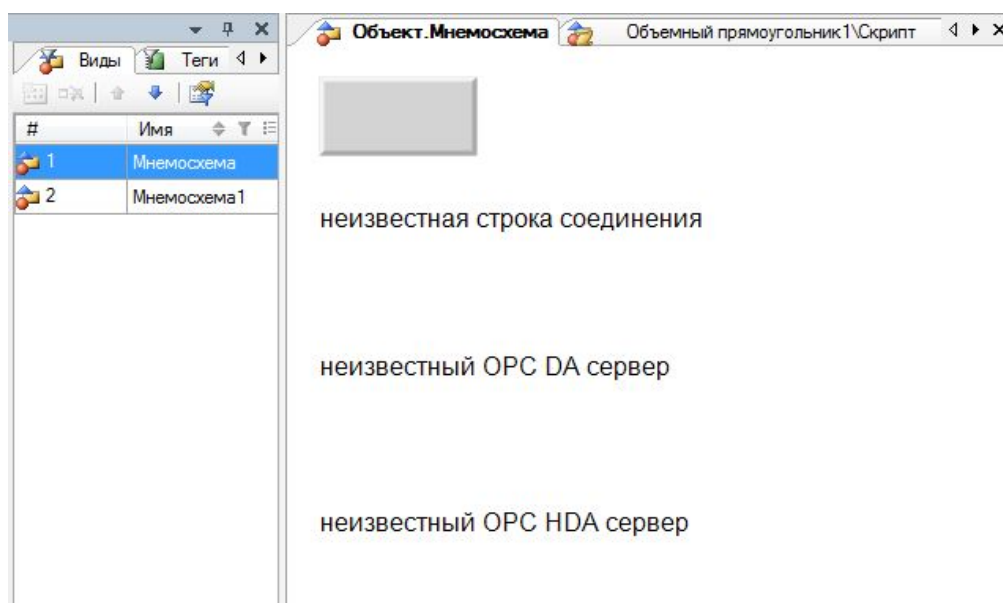 Виды Теги
# Имя
1 Мнемосхема
2 Мнемосхема1
Объект.Мнемосхема Объемный прямоугольник1\Скрипт
неизвестная строка соединения
неизвестный OPC DA сервер
неизвестный OPC HDA сервер